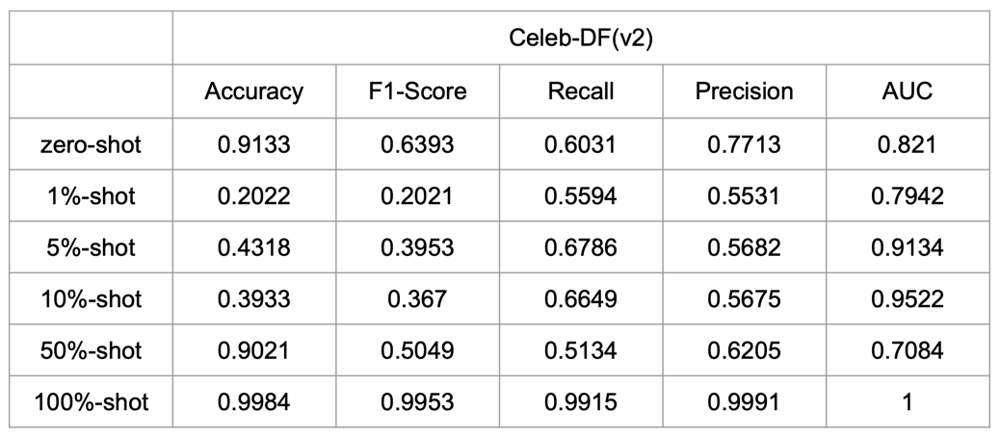 Celeb-DF(v2)
Accuracy F1-Score Recall Precision AUC
zero-shot 0.9133 0.6393 0.6031 0.7713 0.821
1%-shot 0.2022 0.2021 0.5594 0.5531 0.7942
5%-shot 0.4318 0.3953 0.6786 0.5682 0.9134
10%-shot 0.3933 0.367 0.6649 0.5675 0.9522
50%-shot 0.9021 0.5049 0.5134 0.6205 0.7084
100%-shot 0.9984 0.9953 0.9915 0.9991 1